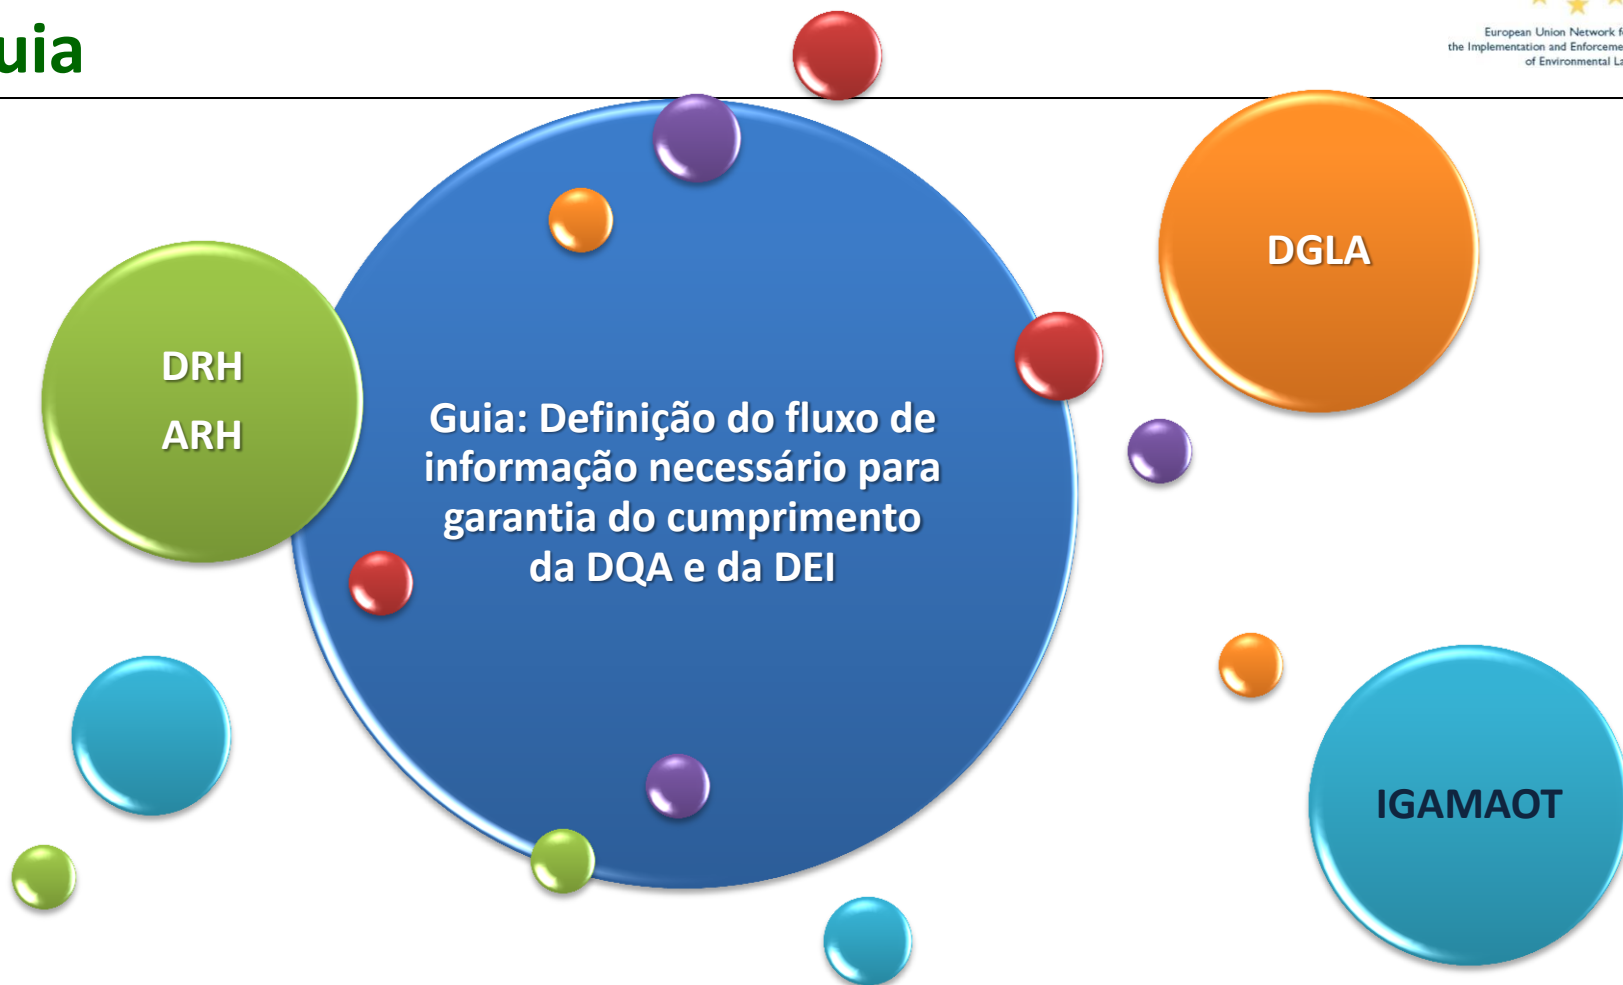 uia
European Union Network f
the Implementation and Enforceme
of Environmental La
DGLA
DRH
ARH
Guia: Definição do fluxo de
informação necessário para
garantia do cumprimento
da DQA e da DEI
IGAMAOT